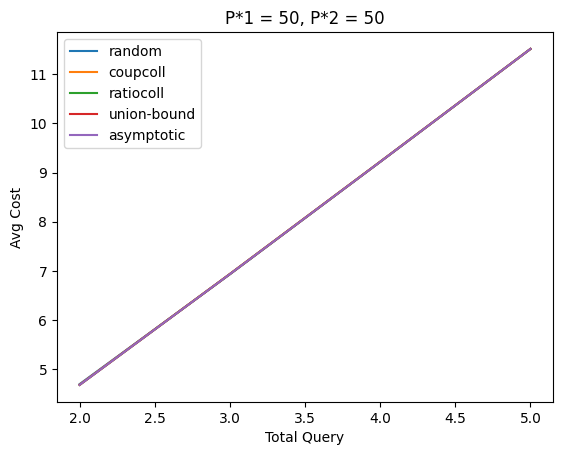 P*1 = 50, P*2 = 50
random
coupcoll
ratiocoll
union-bound
asymptotic
Avg Cost
11
10
9
8
7
6
5
2.0 2.5 3.0 3.5 4.0 4.5 5.0
Total Query